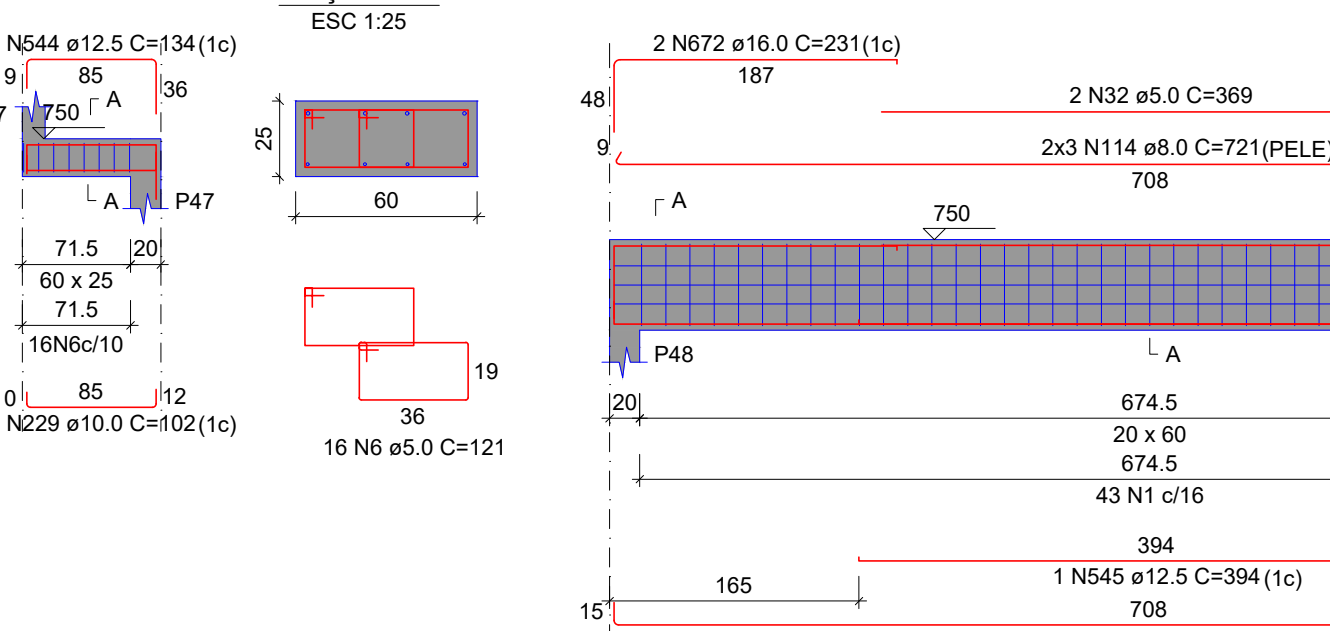 ESC 1:25
N544 ø12.5 C=134(1c)
9
85
36
A
750
A
P47
71.5
20
60 x 25
71.5
16N6c/10
0
85
12
N229 ø10.0 C=102(1c)
25
60
19
36
16 N6 ø5.0 C=121
2 N672 ø16.0 C=231(1c)
187
48
2 N32 ø5.0 C=369
9
2x3 N114 ø8.0 C=721(PELE)
708
A
750
P48
A
20
674.5
20 x 60
674.5
43 N1 c/16
394
1 N545 ø12.5 C=394(1c)
165
15
708